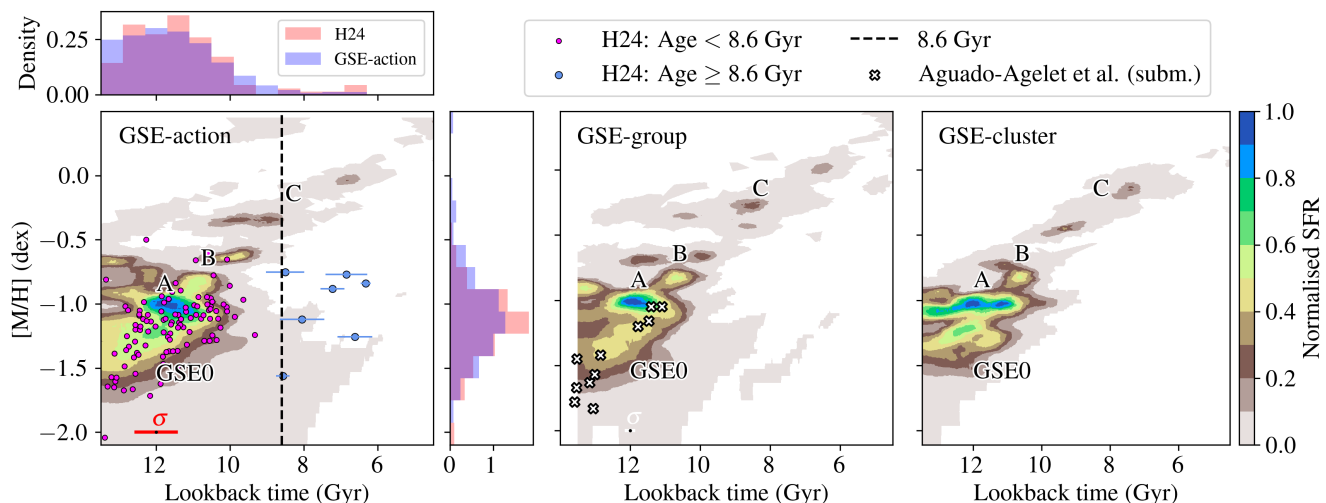 Density
0.25
0.00
H24
GSE-action
H24: Age < 8.6 Gyr
H24: Age ≥ 8.6 Gyr
8.6 Gyr
Aguado-Agelet et al. (subm.)
[M/H] (dex)
0.0
−0.5
−1.0
−1.5
−2.0
GSE-action
C
B
A
GSE0
σ
12
10
8
6
Lookback time (Gyr)
0
1
GSE-group
C
B
A
GSE0
σ
12
10
8
6
Lookback time (Gyr)
GSE-cluster
C
B
A
GSE0
12
10
8
6
Lookback time (Gyr)
1.0
0.8
0.6
0.4
0.2
0.0
Normalised SFR